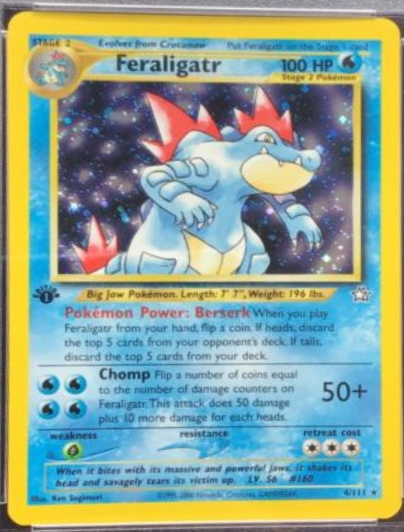 STAGE 2 Evolves from Croconaw Put Feraligatr on the Stage 1 card
Feraligatr 100 HP
Stage 2 Pokémon
EDITION
1
Big Jaw Pokémon. Length: 7' 7", Weight: 196 lbs.
Pokémon Power: Berserk When you play
Feraligatr from your hand, flip a coin. If heads, discard
the top 5 cards from your opponent's deck. If tails,
discard the top 5 cards from your deck.
Chomp Flip a number of coins equal
to the number of damage counters on
Feraligatr. This attack does 50 damage
plus 10 more damage for each heads.
50+
weakness resistance retreat cost
When it bites with its massive and powerful jaws, it shakes its
head and savagely tears its victim up. LV. 56 #160
Illus. Ken Sugimori ©1995-2000 Nintendo, Creatures, GAMEFREAK 4/111 ★